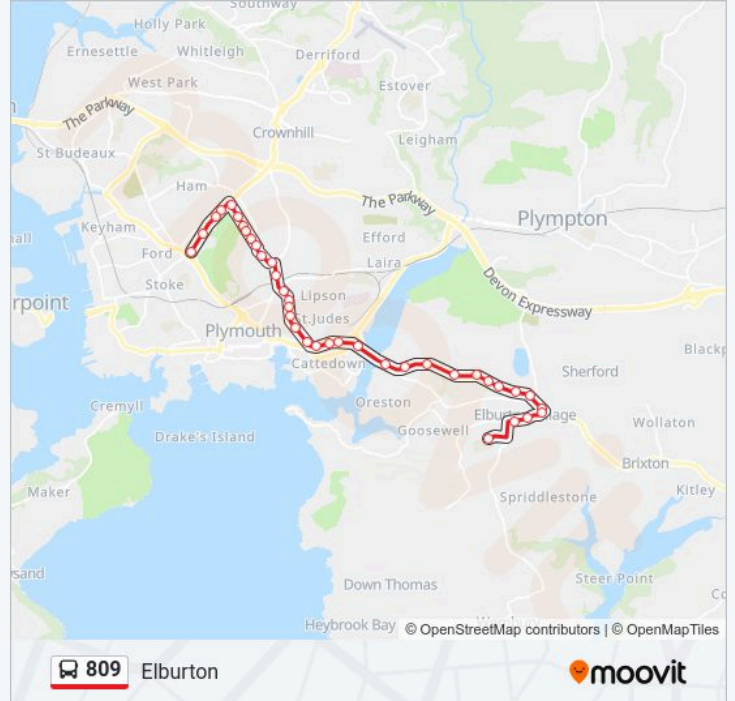 Southway
Holly Park
Ernesettle
Whitleigh
Derriford
West Park
Estover
The Parkway
Crownhill
Leigham
St Budeaux
Ham
The Parkway
Plympton
Keyham
Efford
Ford
Laira
Stoke
Devon Expressway
Lipson
St.Judes
Plymouth
Cattedown
Sherford
Oreston
Cremyll
Goosewell
Wollaton
Drake's Island
Brixton
Maker
Spriddlestone
Kitley
Steer Point
Down Thomas
Heybrook Bay
© OpenStreetMap contributors | © OpenMapTiles
809 Elburton
moovit